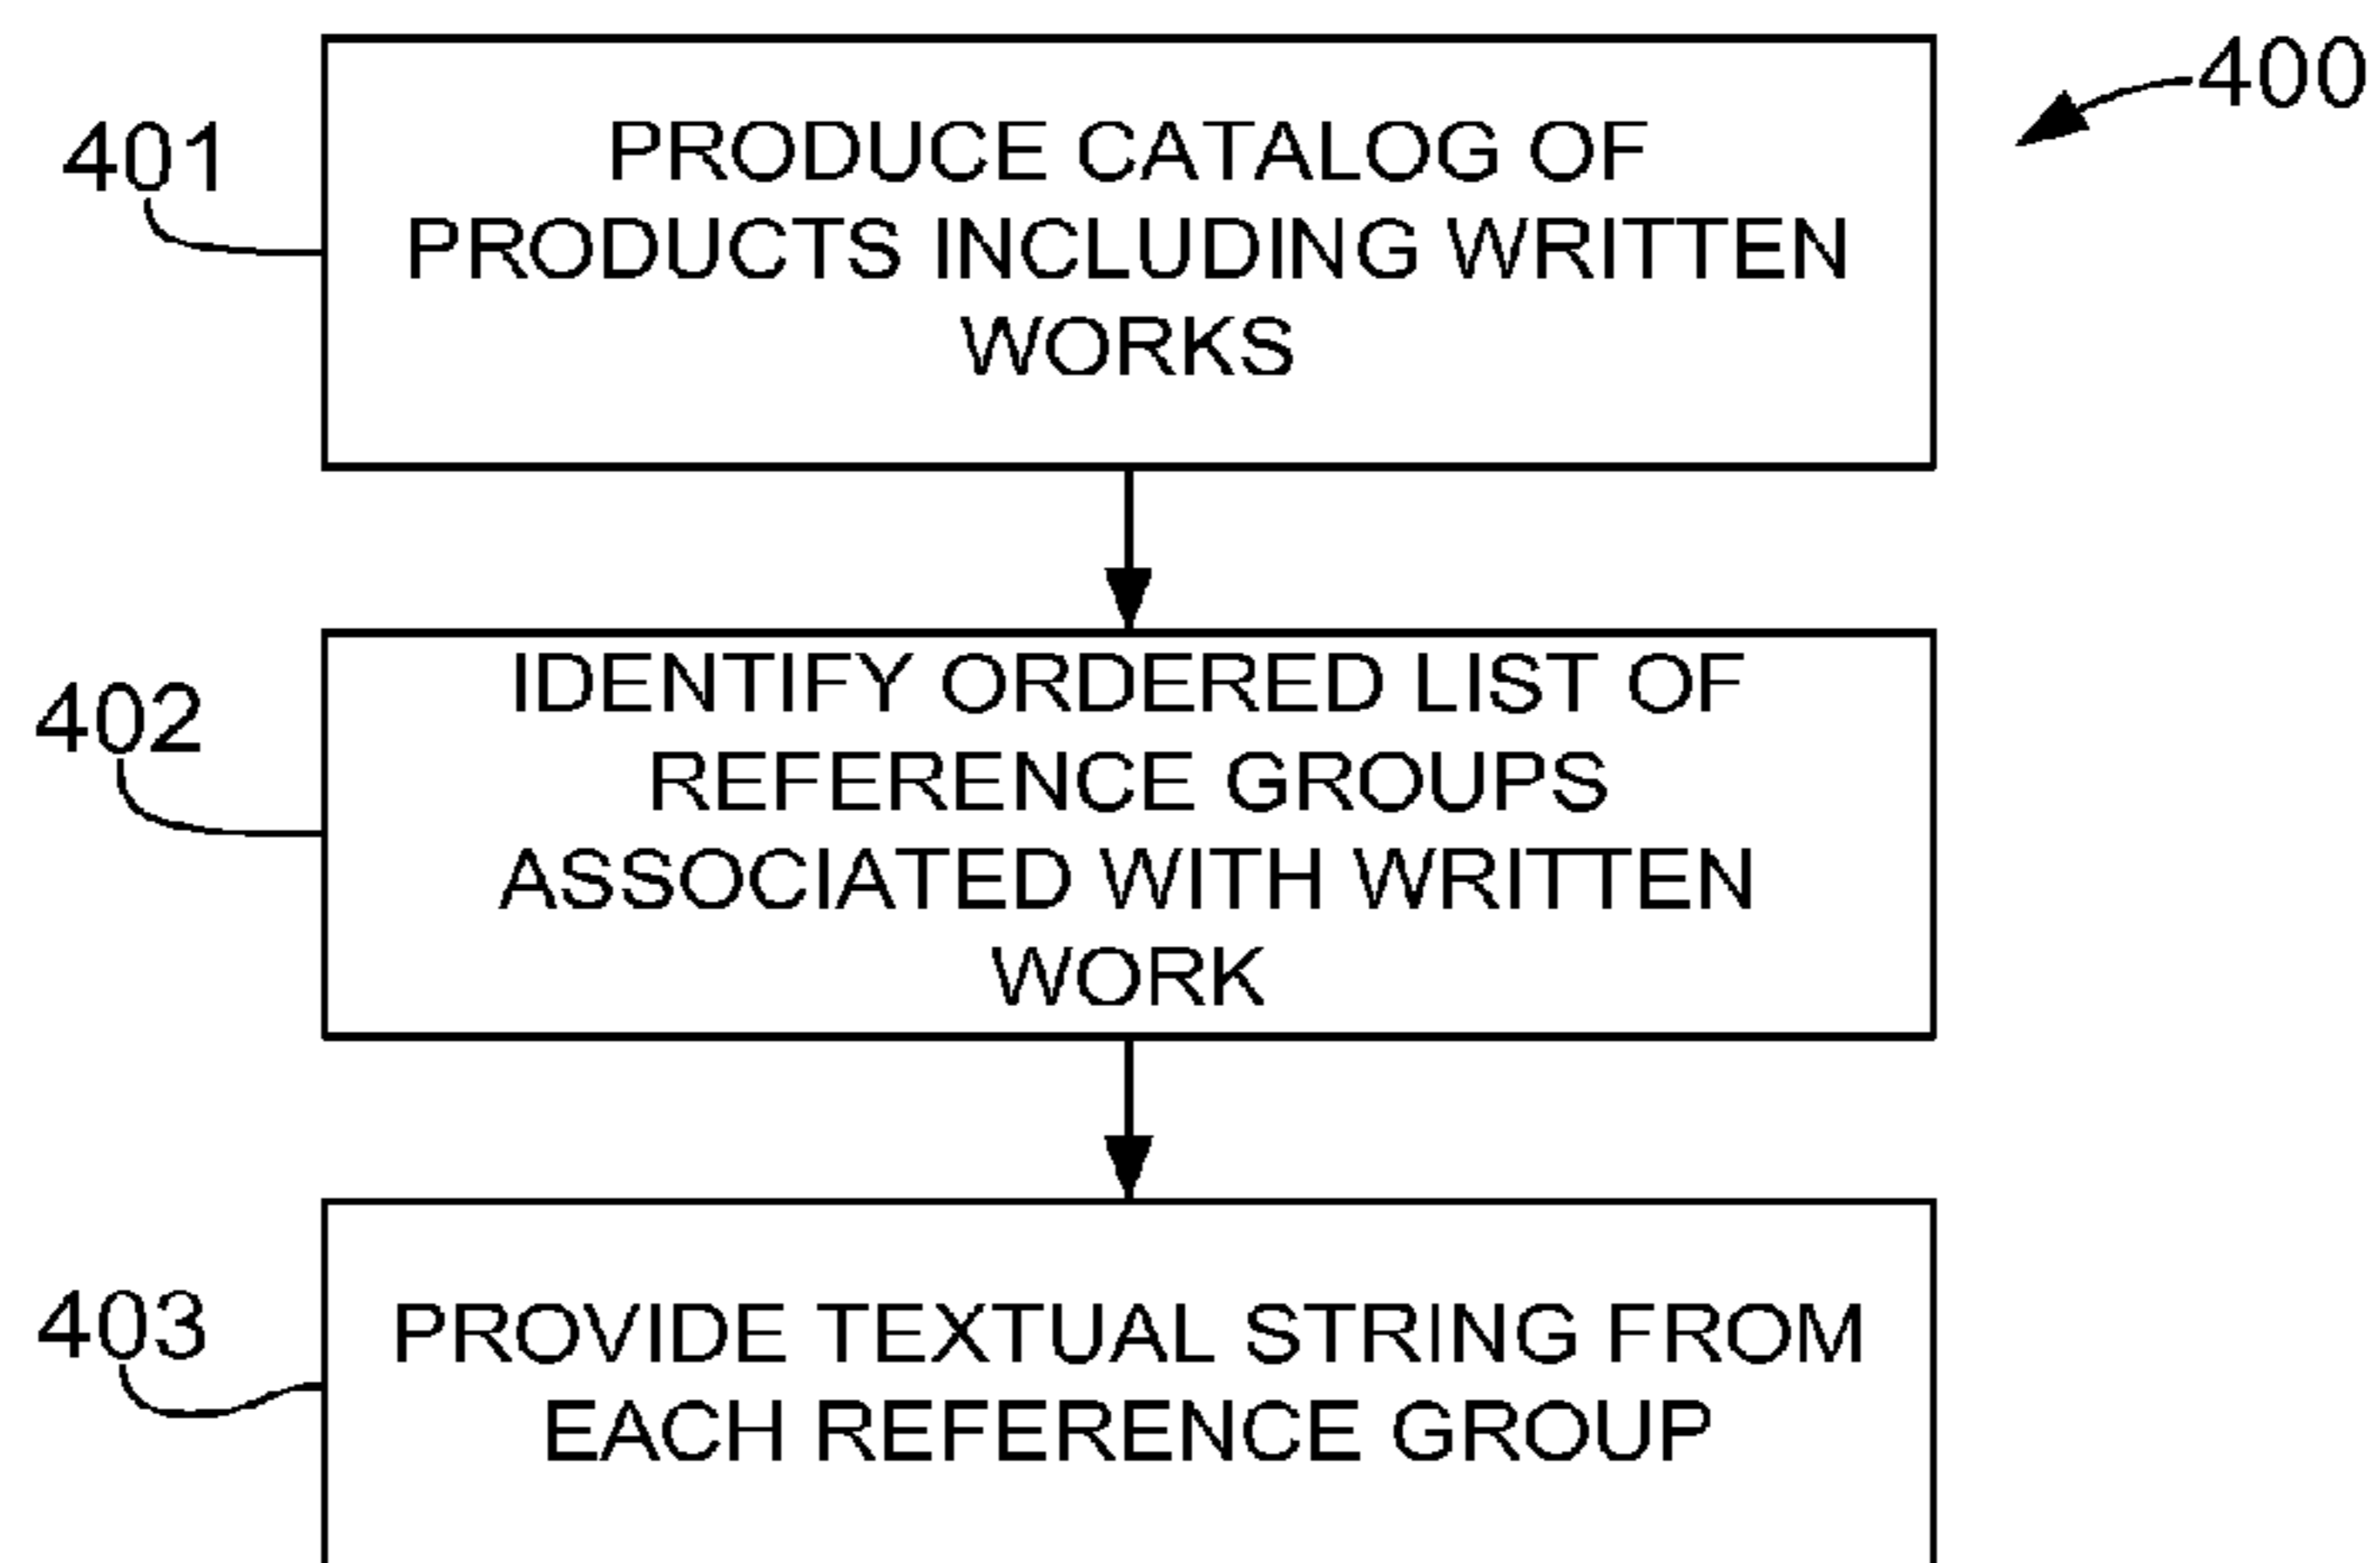 400
401
PRODUCE CATALOG OF
PRODUCTS INCLUDING WRITTEN
WORKS
402
IDENTIFY ORDERED LIST OF
REFERENCE GROUPS
ASSOCIATED WITH WRITTEN
WORK
403
PROVIDE TEXTUAL STRING FROM
EACH REFERENCE GROUP